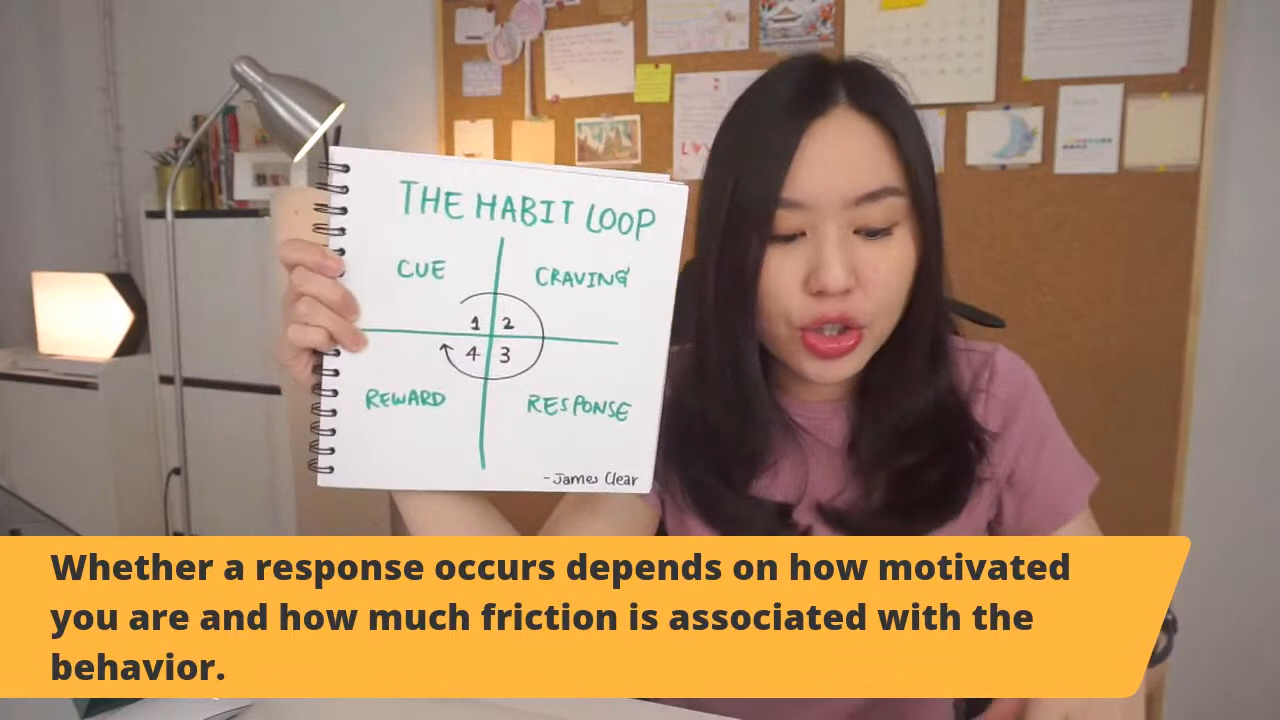 THE HABIT LOOP
CUE
CRAVING
1
2
4
3
REWARD
RESPONSE
-James Clear
Whether a response occurs depends on how motivated
you are and how much friction is associated with the
behavior.